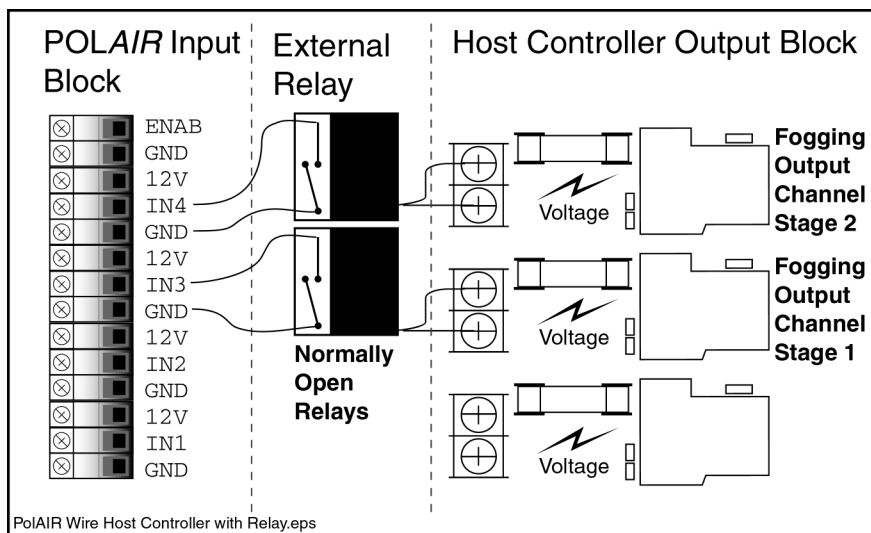 POLAIR Input
Block
External
Relay
Host Controller Output Block
ENAB
GND
12V
IN4
GND
12V
IN3
GND
12V
IN2
GND
12V
IN1
GND
Normally
Open
Relays
Voltage
Fogging
Output
Channel
Stage 2
Voltage
Fogging
Output
Channel
Stage 1
Voltage
PolAIR Wire Host Controller with Relay.eps